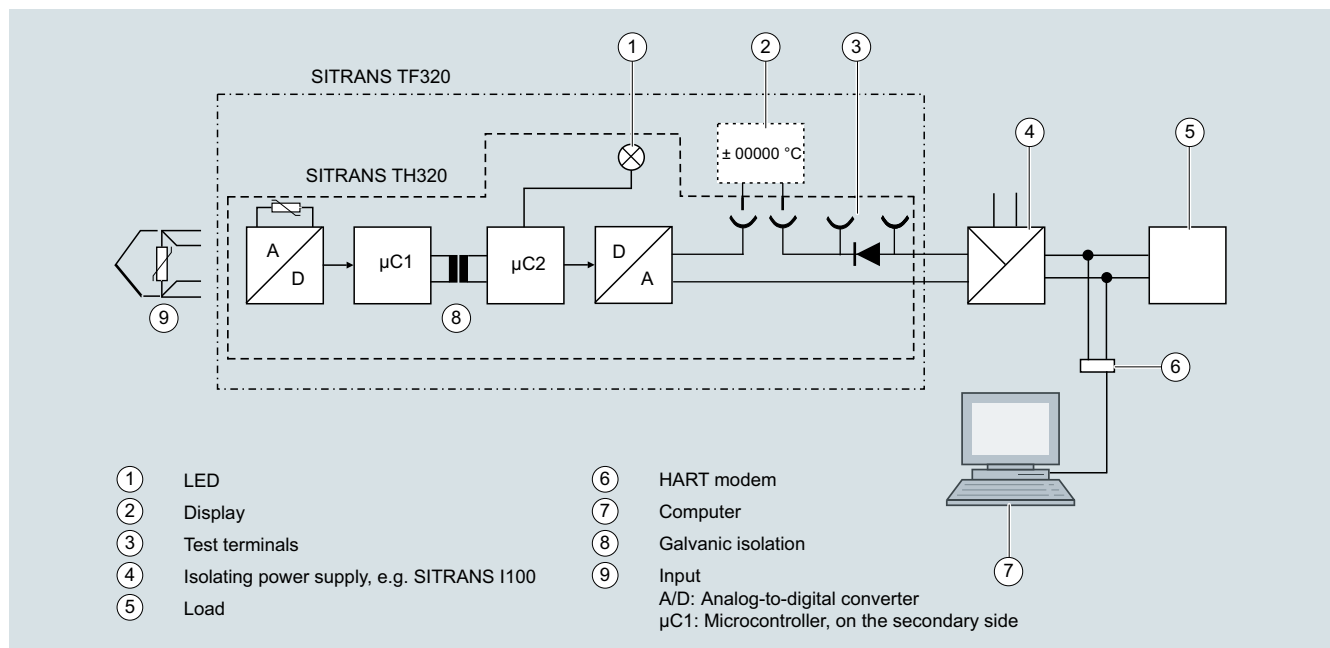 1
2
3
SITRANS TF320
4
5
± 00000 °C
SITRANS TH320
A
D
µC1
µC2
D
A
9
8
6
1 LED
2 Display
3 Test terminals
4 Isolating power supply, e.g. SITRANS I100
5 Load
6 HART modem
7 Computer
8 Galvanic isolation
9 Input
A/D: Analog-to-digital converter
µC1: Microcontroller, on the secondary side
7